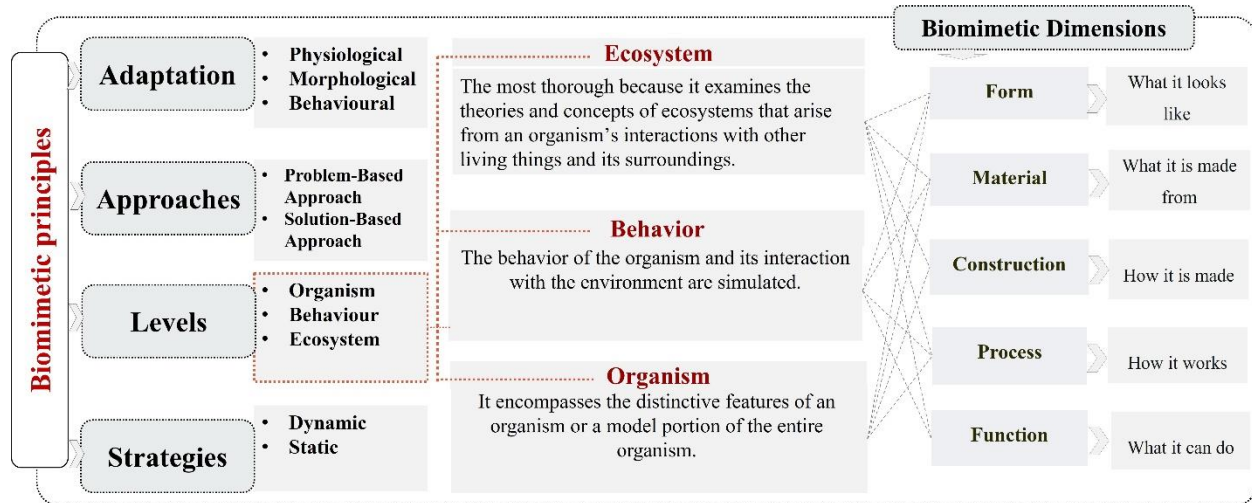 Biomimetic principles
Adaptation
• Physiological
• Morphological
• Behavioural
Approaches
• Problem-Based
Approach
• Solution-Based
Approach
Levels
• Organism
• Behaviour
• Ecosystem
Strategies
• Dynamic
• Static
Ecosystem
The most thorough because it examines the
theories and concepts of ecosystems that arise
from an organism’s interactions with other
living things and its surroundings.
Behavior
The behavior of the organism and its interaction
with the environment are simulated.
Organism
It encompasses the distinctive features of an
organism or a model portion of the entire
organism.
Biomimetic Dimensions
Form
What it looks
like
Material
What it is made
from
Construction
How it is made
Process
How it works
Function
What it can do